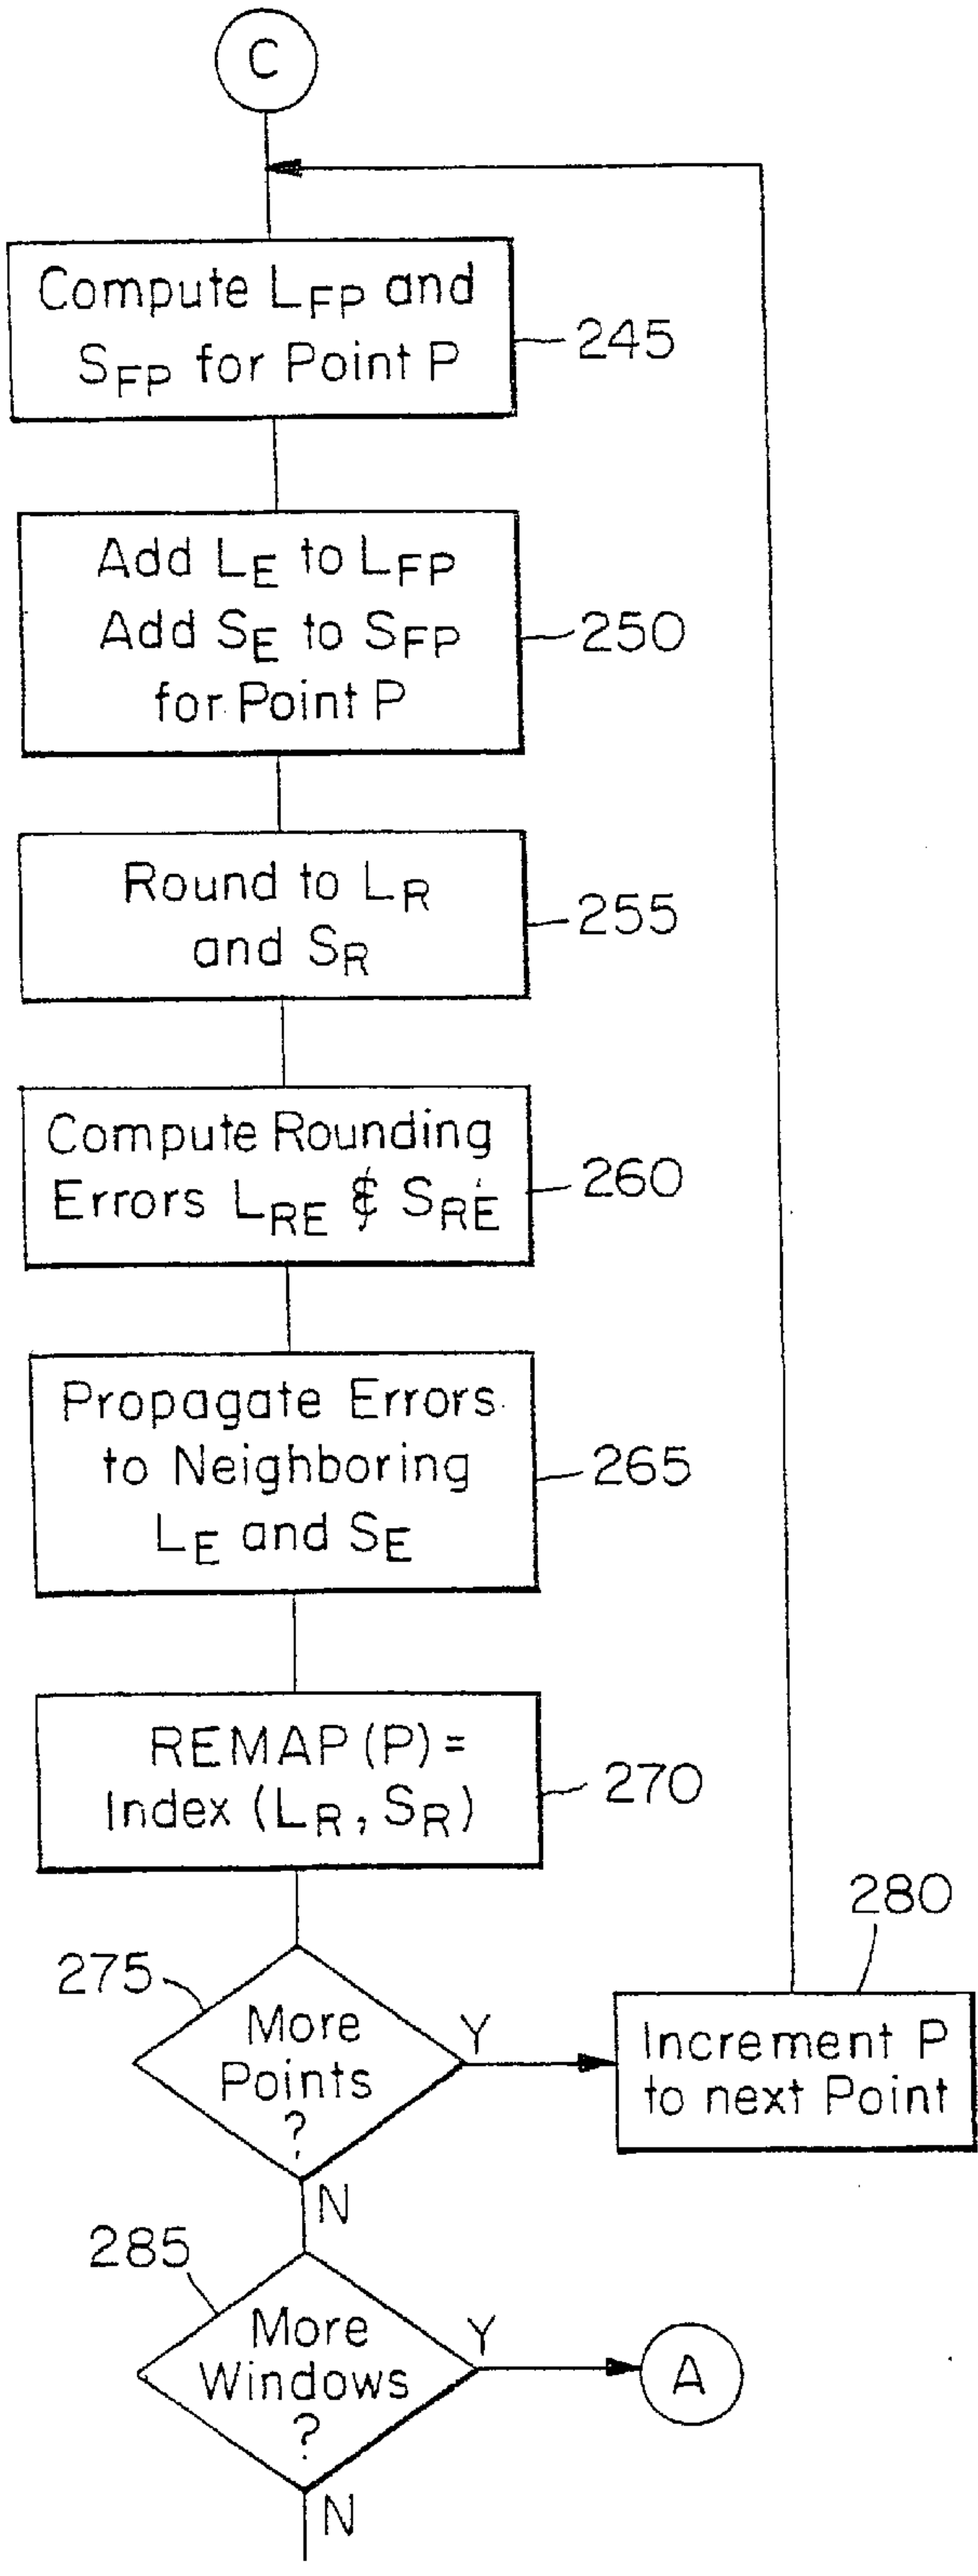 C
Compute LFP and
SFP for Point P
245
Add LE to LFP
Add SE to SFP
for Point P
250
Round to LR
and SR
255
Compute Rounding
Errors LRE & SRE
260
Propagate Errors
to Neighboring
LE and SE
265
REMAP (P) =
Index (LR, SR)
270
275
More
Points
?
Y
N
280
Increment P
to next Point
285
More
Windows
?
Y
N
A